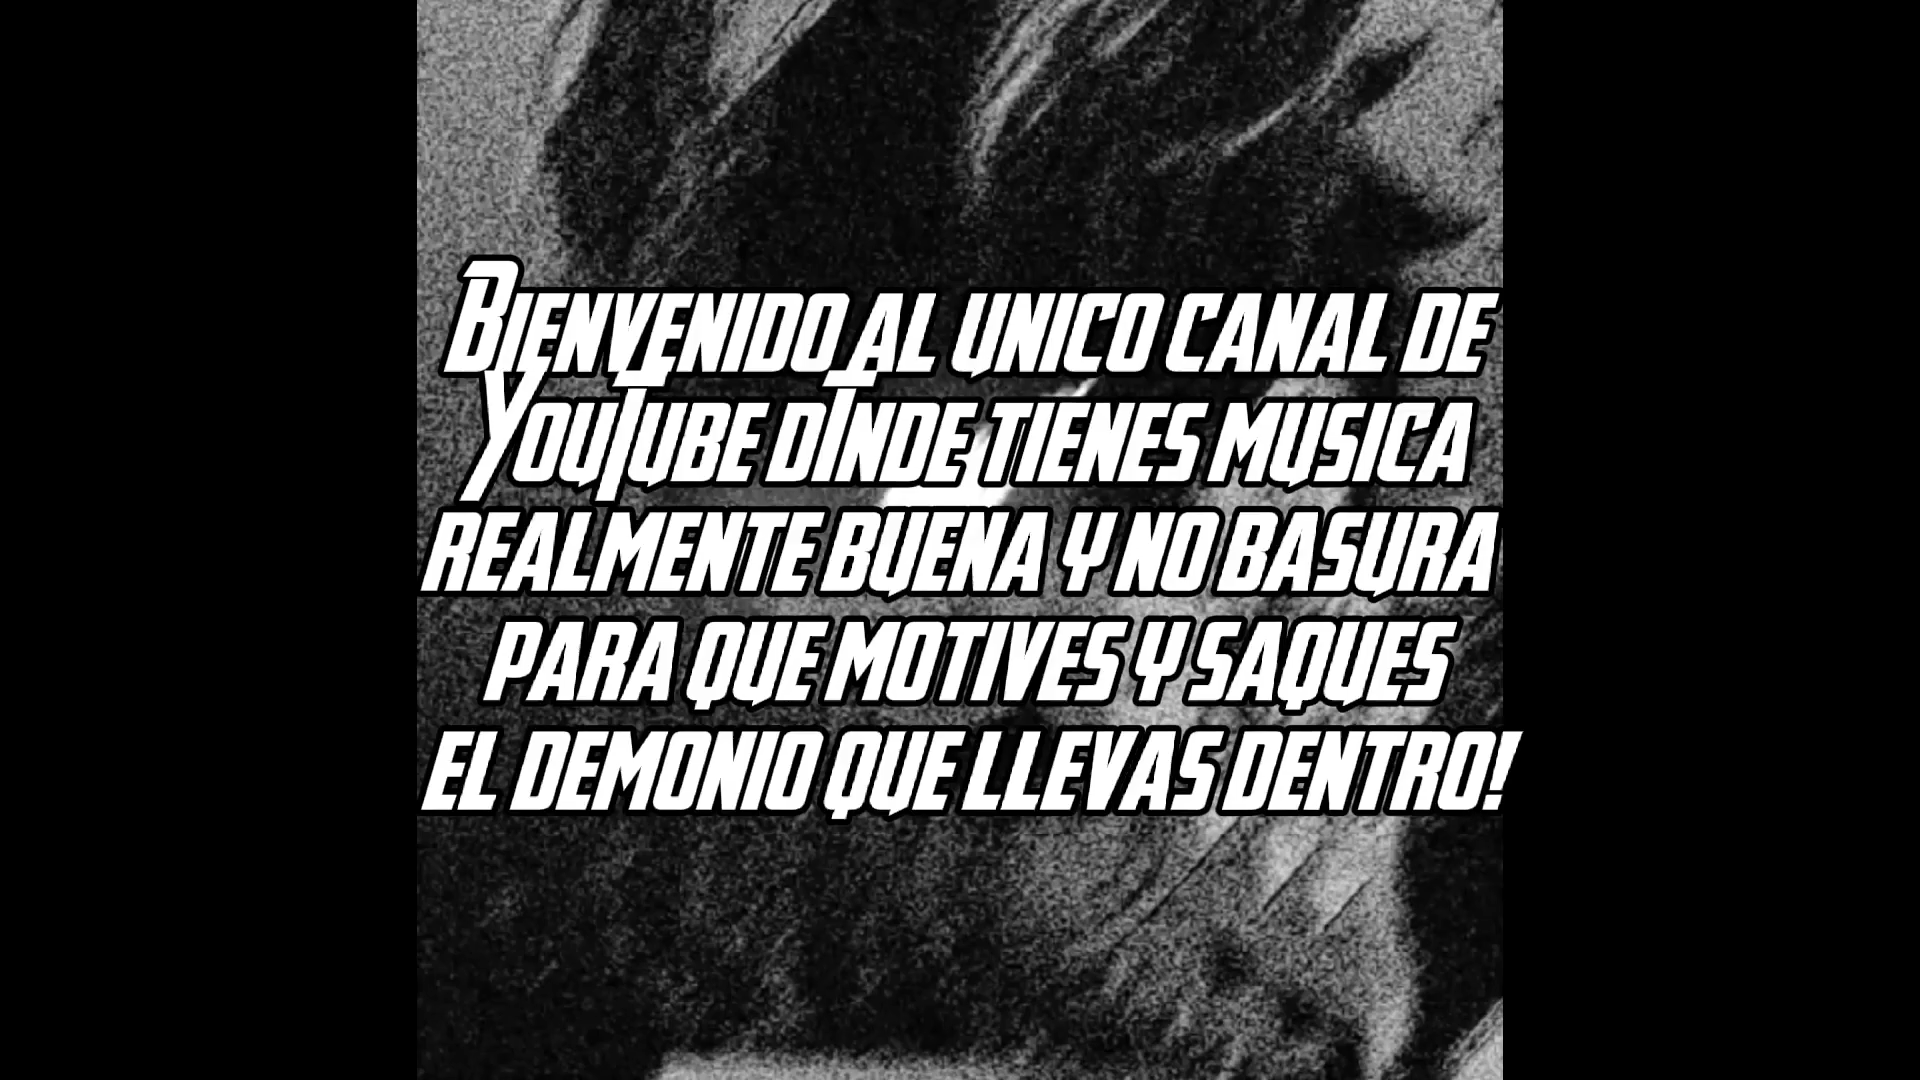 Bienvenido al unico canal de
YouTube dInde tienes musica
realmente buena y no basura
para que motives y saques
el demonio que llevas dentro!